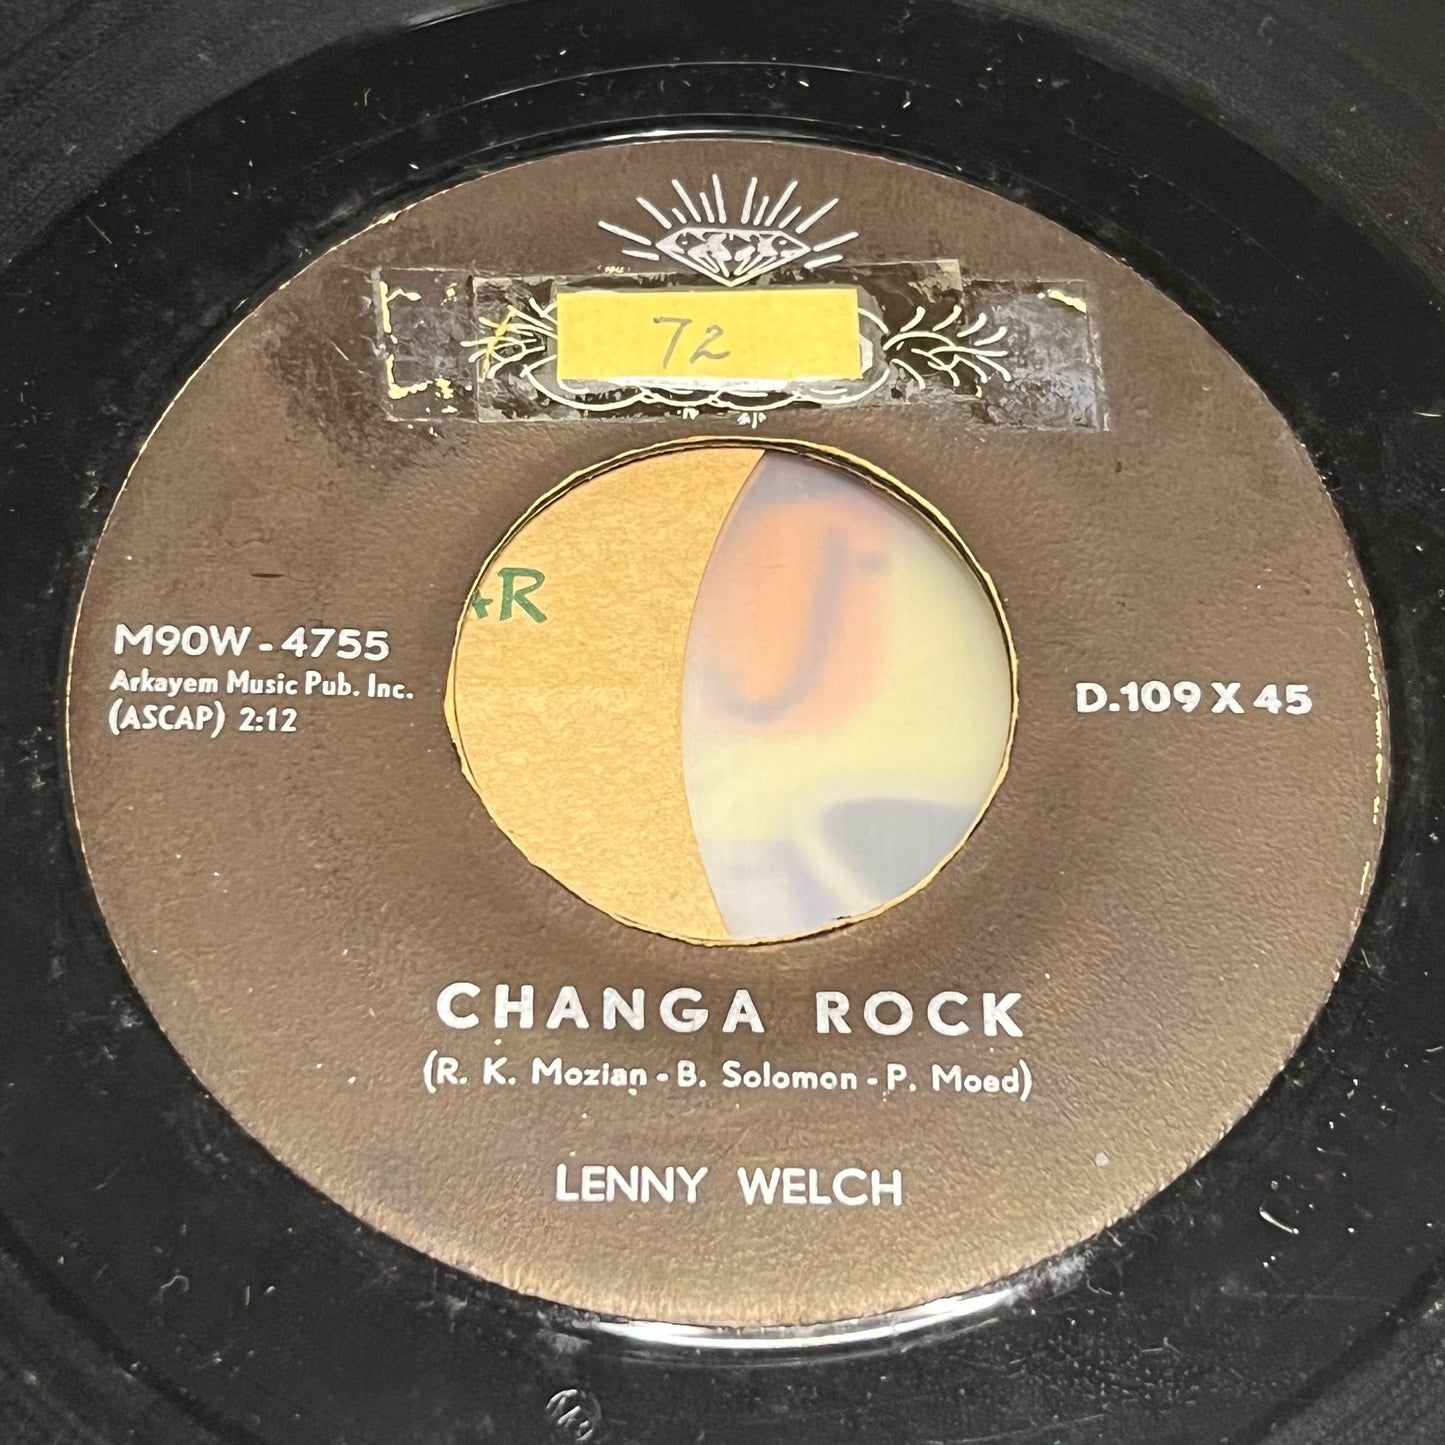 72
AR
M90W-4755
Arkayem Music Pub. Inc.
(ASCAP) 2:12
D.109 X 45
CHANGA ROCK
(R. K. Mozian - B. Solomon - P. Moed)
LENNY WELCH